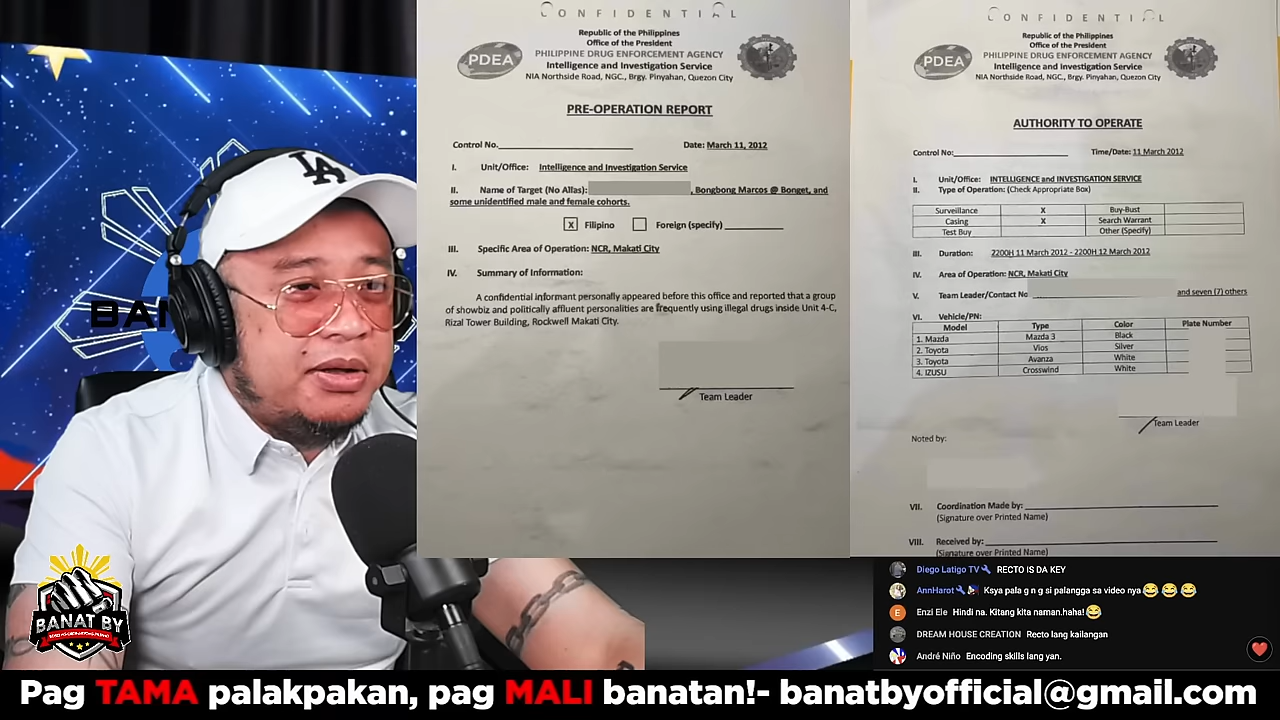 LA
BAN
BANAT BY
CONFIDENTIAL
Republic of the Philippines
Office of the President
PHILIPPINE DRUG ENFORCEMENT AGENCY
Intelligence and Investigation Service
NIA Northside Road, NGC., Brgy. Pinyahan, Quezon City
PDEA
PRE-OPERATION REPORT
Control No. Date: March 11, 2012
I. Unit/Office: Intelligence and Investigation Service
II. Name of Target (No Alias): , Bongbong Marcos @ Bonget, and
some unidentified male and female cohorts.
X Filipino Foreign (specify)
III. Specific Area of Operation: NCR, Makati City
IV. Summary of Information:
A confidential informant personally appeared before this office and reported that a group
of showbiz and politically affluent personalities are frequently using illegal drugs inside Unit 4-C,
Rizal Tower Building, Rockwell Makati City.
Team Leader
CONFIDENTIAL
Republic of the Philippines
Office of the President
PHILIPPINE DRUG ENFORCEMENT AGENCY
Intelligence and Investigation Service
NIA Northside Road, NGC., Brgy. Pinyahan, Quezon City
PDEA
AUTHORITY TO OPERATE
Control No: Time/Date: 11 March 2012
I. Unit/Office: INTELLIGENCE and INVESTIGATION SERVICE
II. Type of Operation: (Check Appropriate Box)
Surveillance X Buy-Bust
Casing X Search Warrant
Test Buy Other (Specify)
III. Duration: 2200H 11 March 2012 - 2200H 12 March 2012
IV. Area of Operation: NCR, Makati City
V. Team Leader/Contact No and seven (7) others
VI. Vehicle/PN:
Model Type Color Plate Number
1. Mazda Mazda 3 Black
2. Toyota Vios Silver
3. Toyota Avanza White
4. IZUSU Crosswind White
Team Leader
Noted by:
VII. Coordination Made by:
(Signature over Printed Name)
VIII. Received by:
(Signature over Printed Name)
Diego Latigo TV RECTO IS DA KEY
AnnHarot Ksya pala g n g si palangga sa video nya 😂 😂 😂
E Enzi Eie Hindi na. Kitang kita naman.haha! 😂
DREAM HOUSE CREATION Recto lang kailangan
André Niño Encoding skills lang yan.
Pag TAMA palakpakan, pag MALI banatan!- banatbyofficial@gmail.com